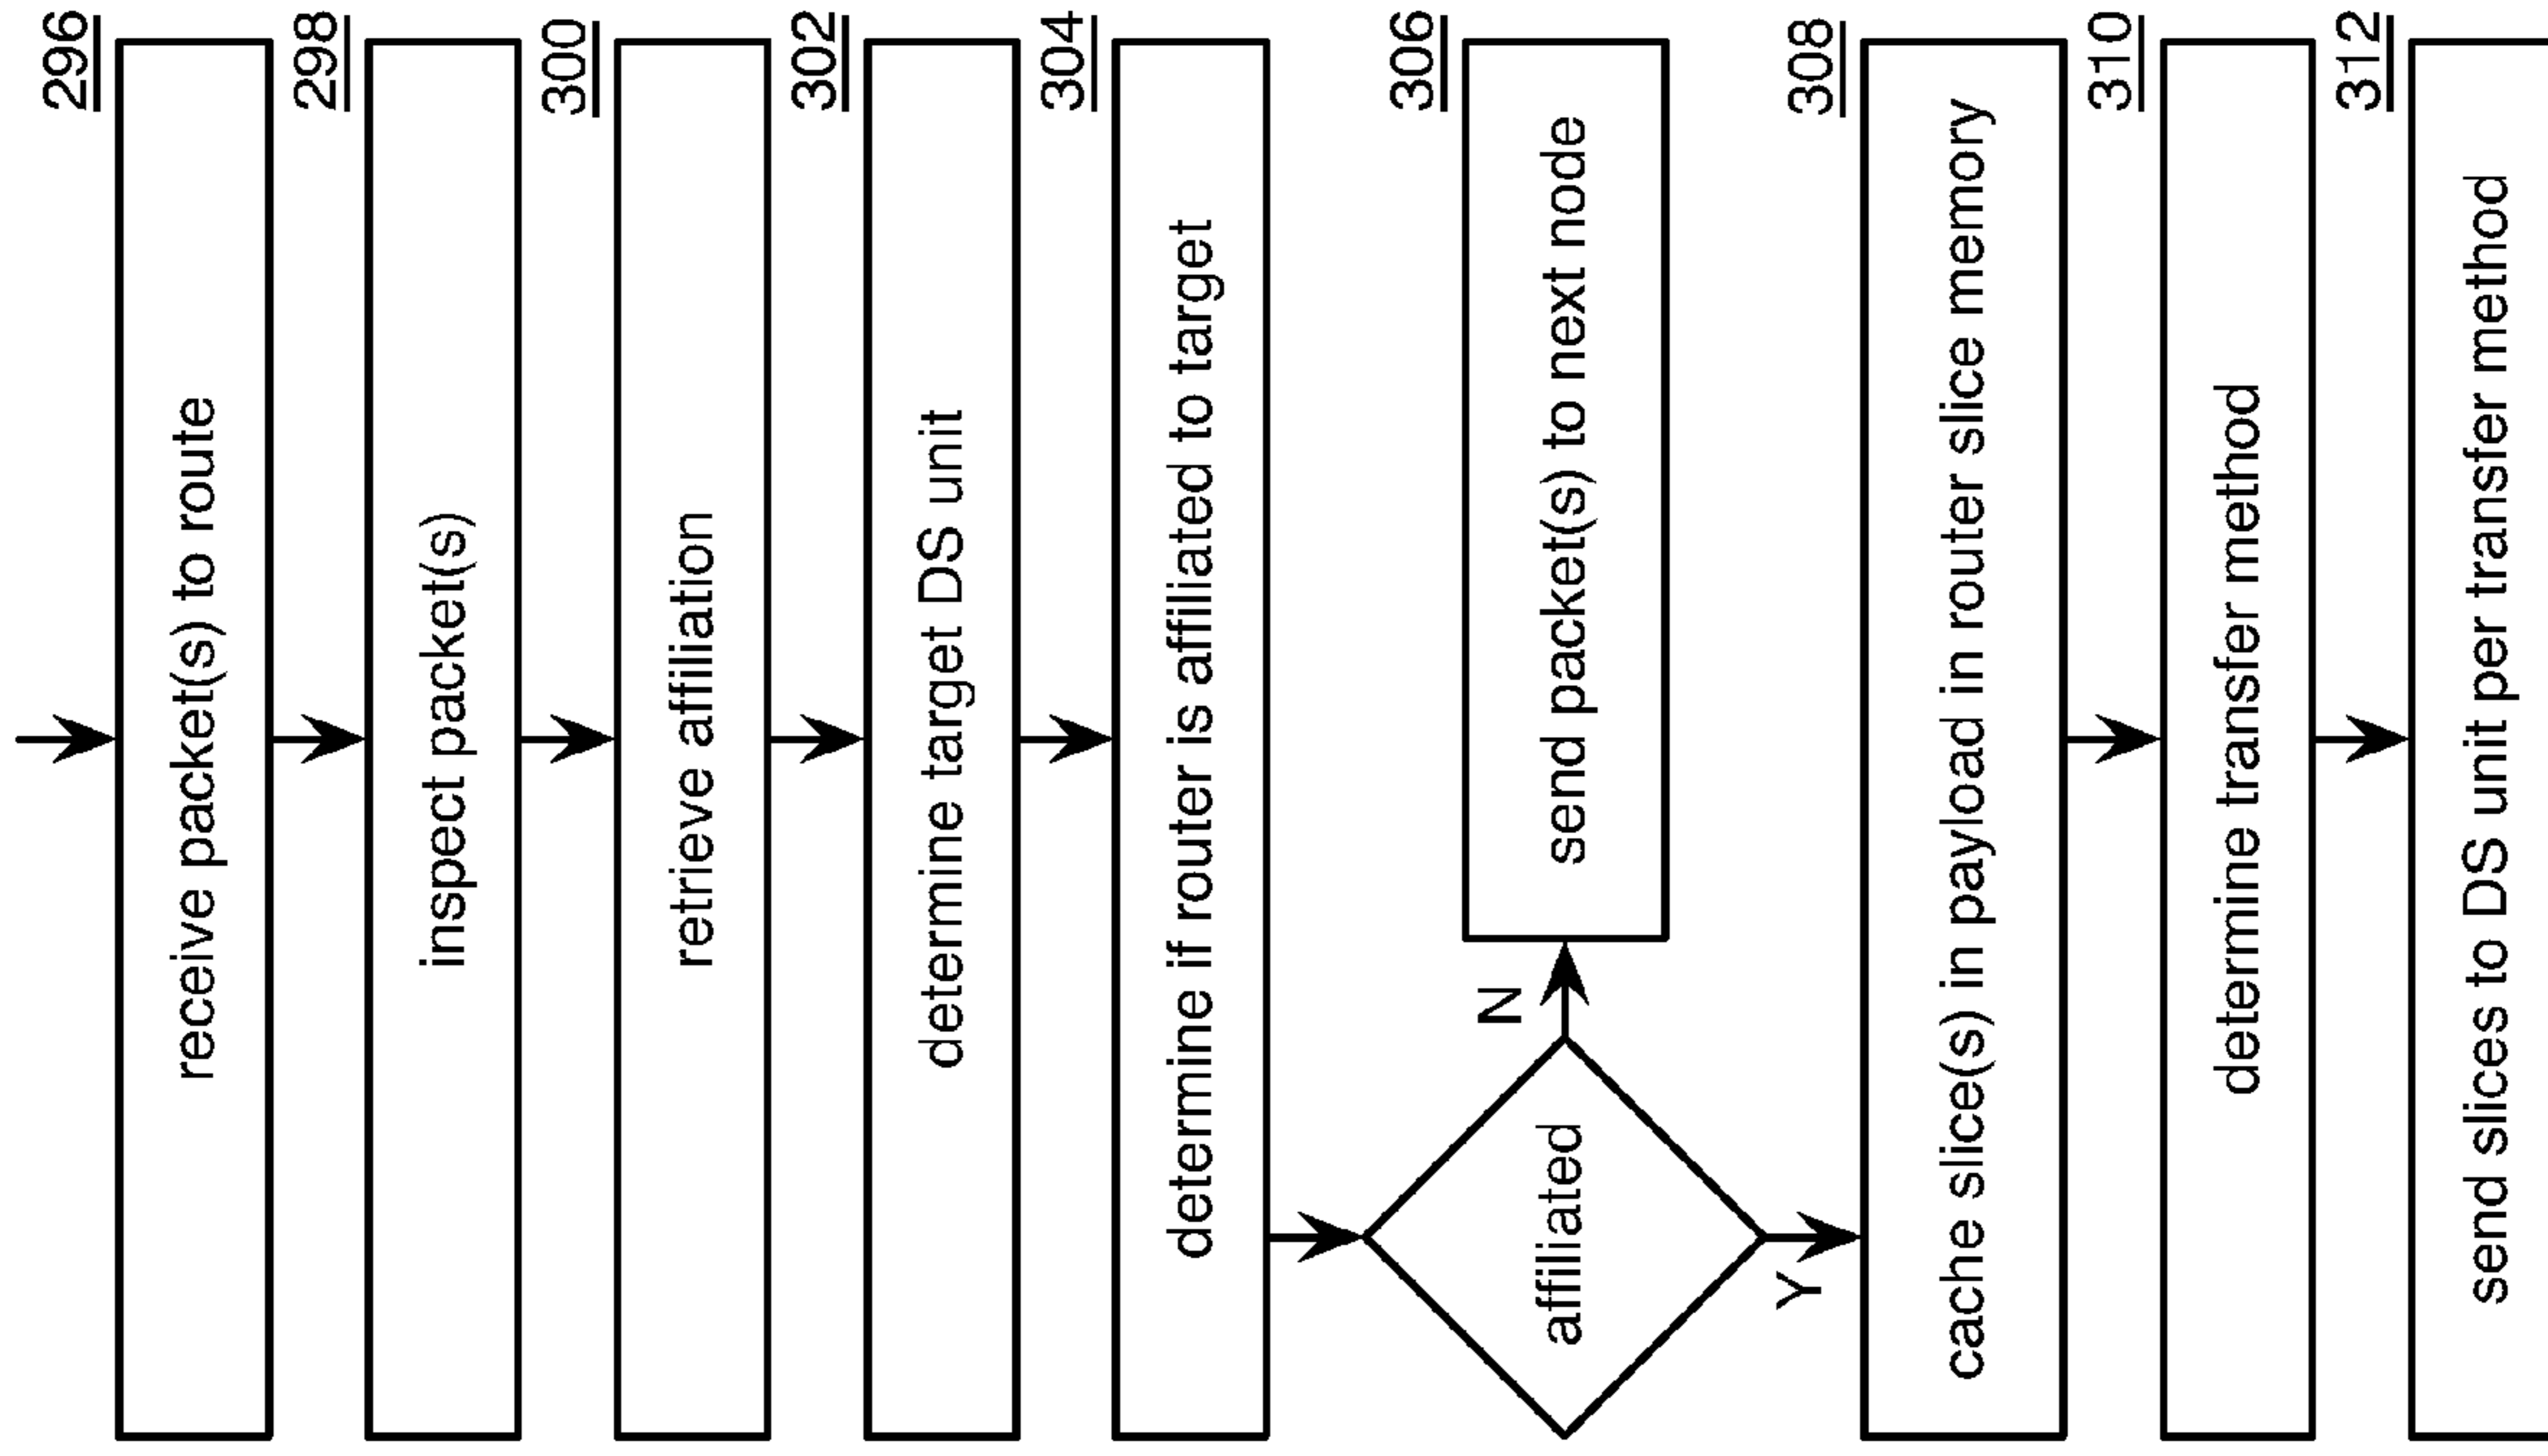 296
receive packet(s) to route
298
inspect packet(s)
300
retrieve affiliation
302
determine target DS unit
304
determine if router is affiliated to target
affiliated
N
306
send packet(s) to next node
Y
308
cache slice(s) in payload in router slice memory
310
determine transfer method
312
send slices to DS unit per transfer method